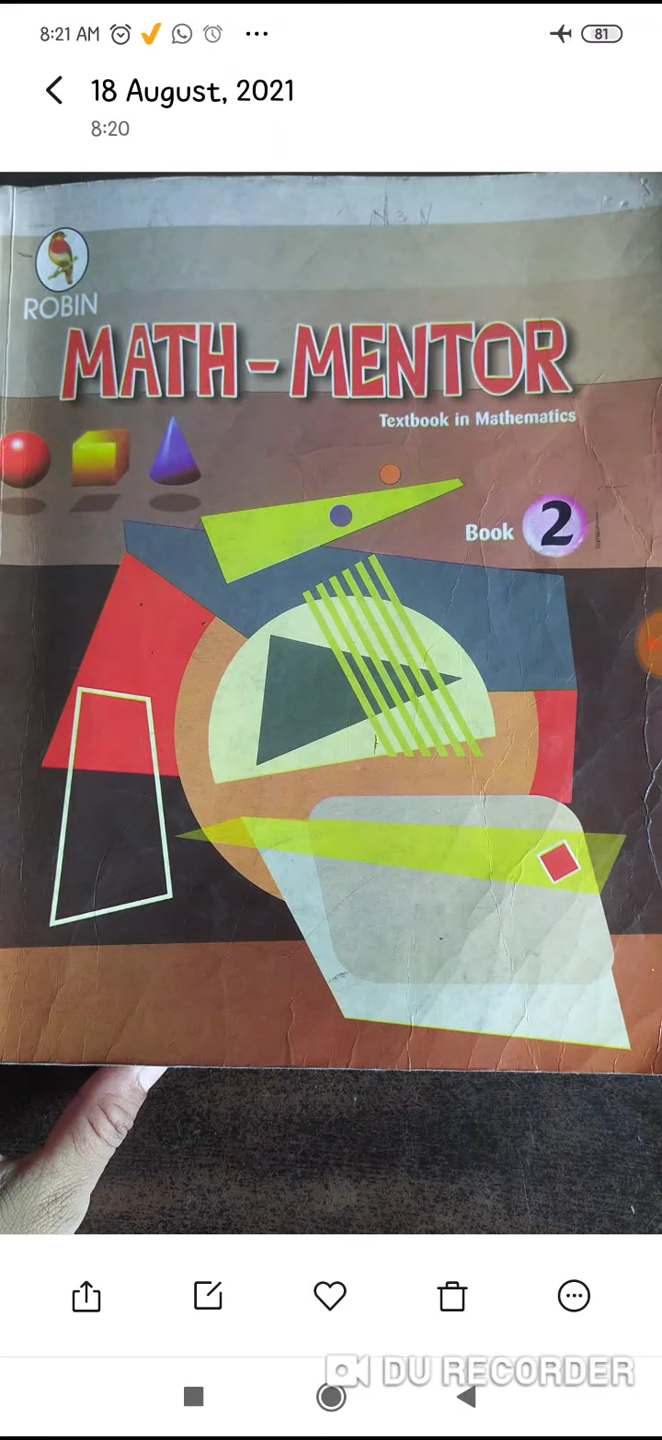 8:21 AM
81
18 August, 2021
8:20
ROBIN
MATH-MENTOR
Textbook in Mathematics
Book 2
DU RECORDER